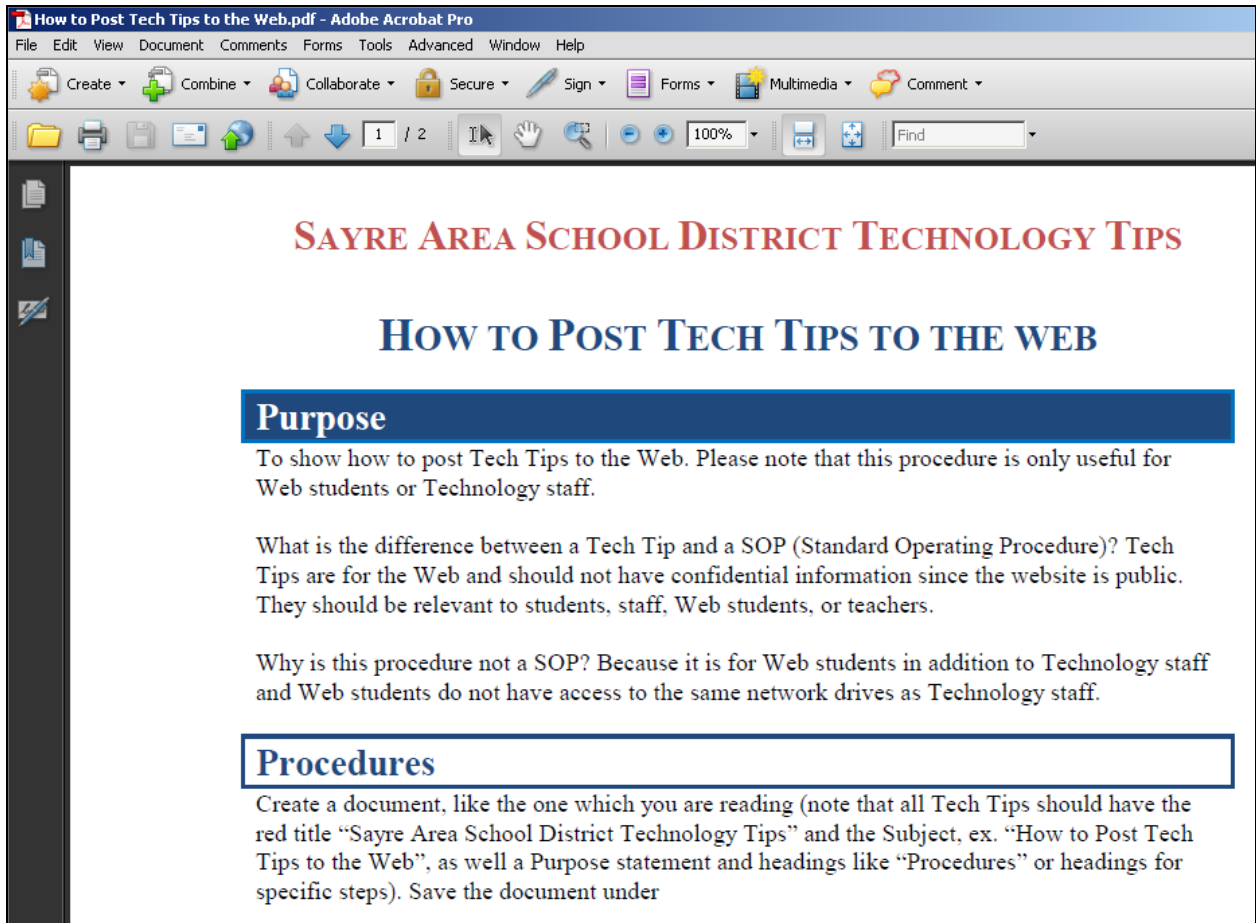 How to Post Tech Tips to the Web.pdf - Adobe Acrobat Pro
File Edit View Document Comments Forms Tools Advanced Window Help
Create Combine Collaborate Secure Sign Forms Multimedia Comment
1 / 2 100% Find
SAYRE AREA SCHOOL DISTRICT TECHNOLOGY TIPS
HOW TO POST TECH TIPS TO THE WEB
Purpose
To show how to post Tech Tips to the Web. Please note that this procedure is only useful for
Web students or Technology staff.
What is the difference between a Tech Tip and a SOP (Standard Operating Procedure)? Tech
Tips are for the Web and should not have confidential information since the website is public.
They should be relevant to students, staff, Web students, or teachers.
Why is this procedure not a SOP? Because it is for Web students in addition to Technology staff
and Web students do not have access to the same network drives as Technology staff.
Procedures
Create a document, like the one which you are reading (note that all Tech Tips should have the
red title “Sayre Area School District Technology Tips” and the Subject, ex. “How to Post Tech
Tips to the Web”, as well a Purpose statement and headings like “Procedures” or headings for
specific steps). Save the document under